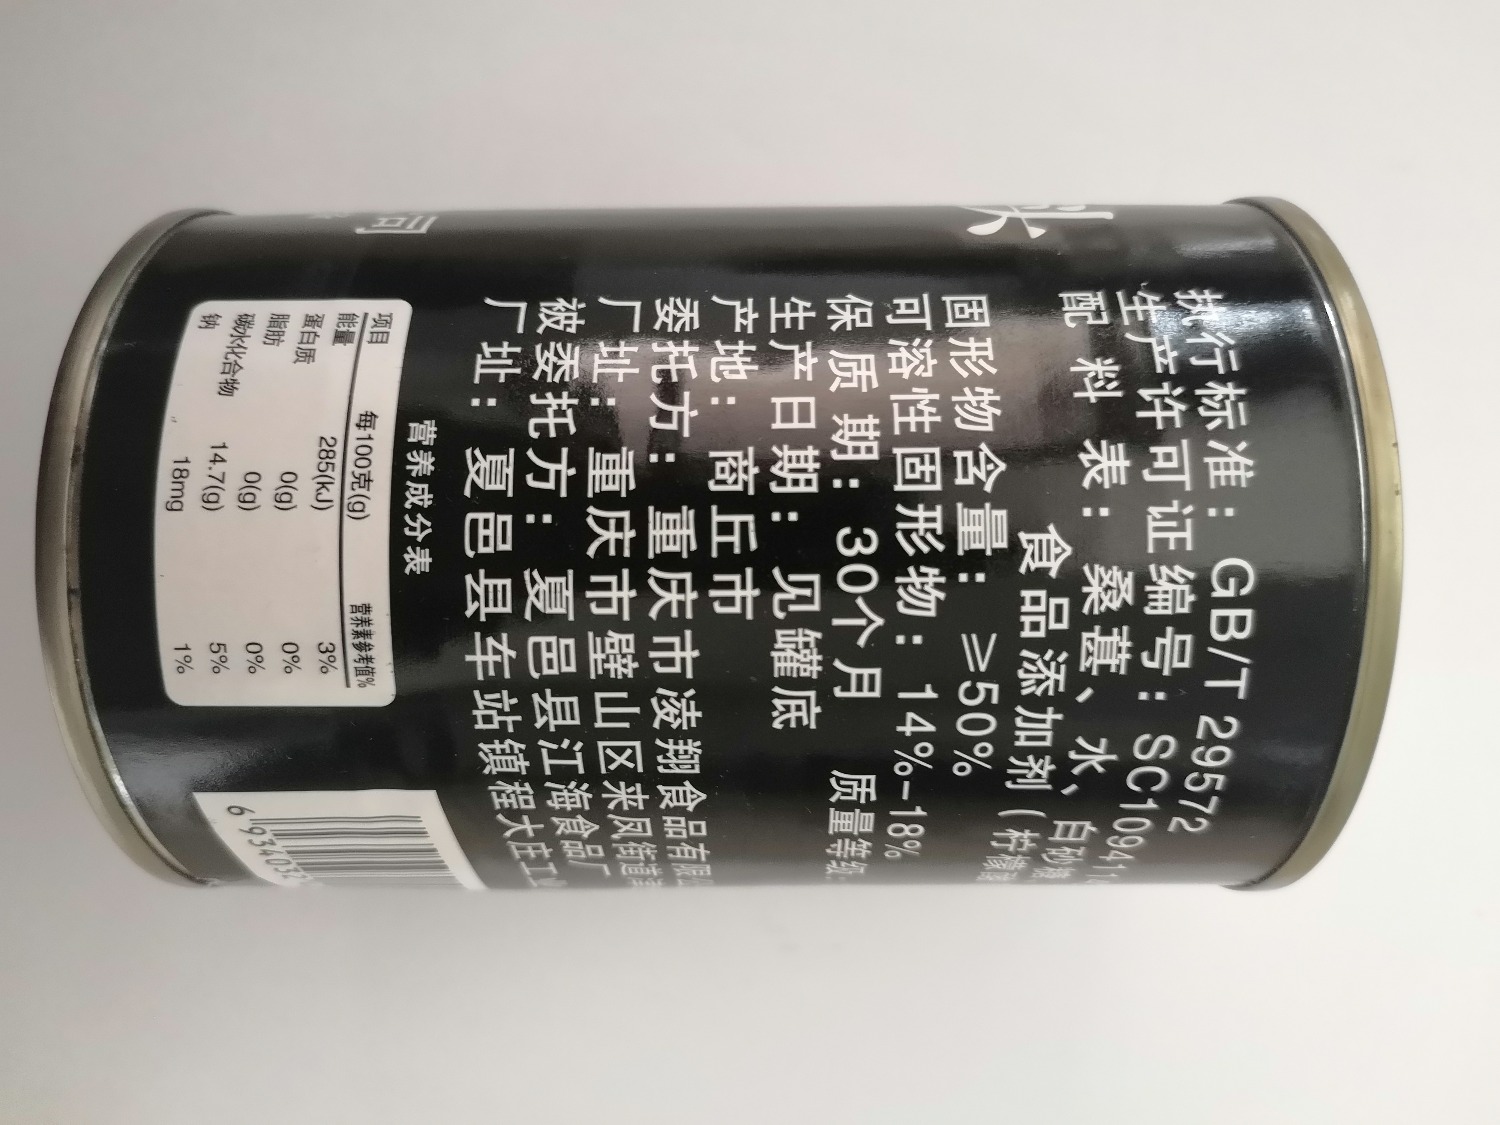 执行标准：GB/T 29572
生产许可证编号：SC1094114
配料表：桑葚、水、白砂糖、
食品添加剂（柠檬酸
固形物含量：≥50%
可溶性固形物：14%-18%
保质期：30个月 质量等级
生产日期：见罐底
产地：商丘市
委托方：重庆市凌翔食品有限
厂址：重庆市璧山区来凤街道
被委托方：夏邑县江海食品厂
厂址：夏邑县车站镇程大庄工
营养成分表
项目 每100克(g) 营养素参考值%
能量 285(kJ) 3%
蛋白质 0(g) 0%
脂肪 0(g) 0%
碳水化合物 14.7(g) 5%
钠 18mg 1%
6 934032
司